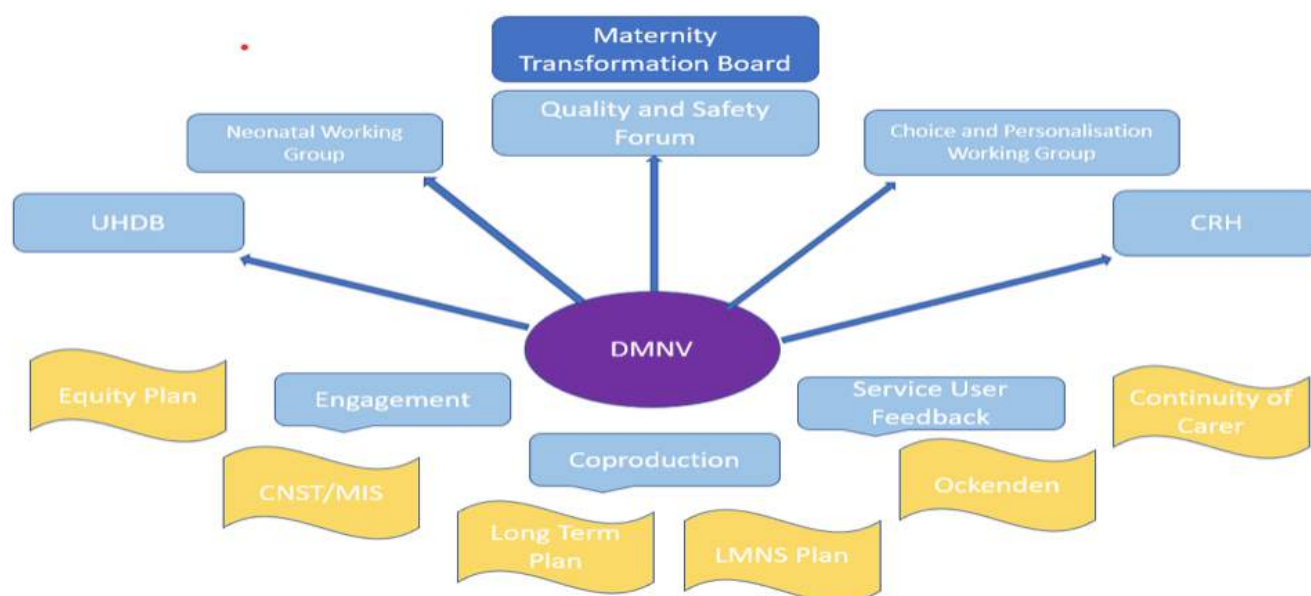 Maternity
Transformation Board
Quality and Safety
Forum
Neonatal Working
Group
Choice and Personalisation
Working Group
UHDB
CRH
DMNV
Equity Plan
Engagement
Service User
Feedback
Continuity of
Carer
Coproduction
CNST/MIS
Ockenden
Long Term
Plan
LMNS Plan